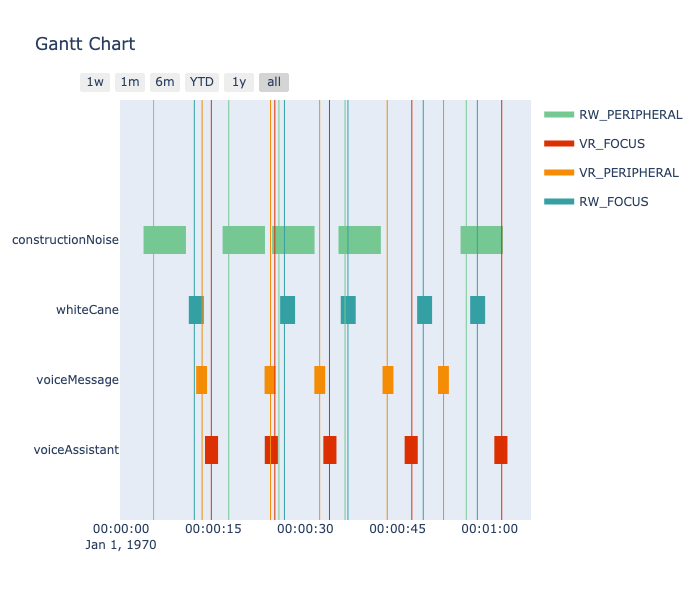 Gantt Chart
1w 1m 6m YTD 1y all
RW_PERIPHERAL
VR_FOCUS
VR_PERIPHERAL
RW_FOCUS
constructionNoise
whiteCane
voiceMessage
voiceAssistant
00:00:00 00:00:15 00:00:30 00:00:45 00:01:00
Jan 1, 1970